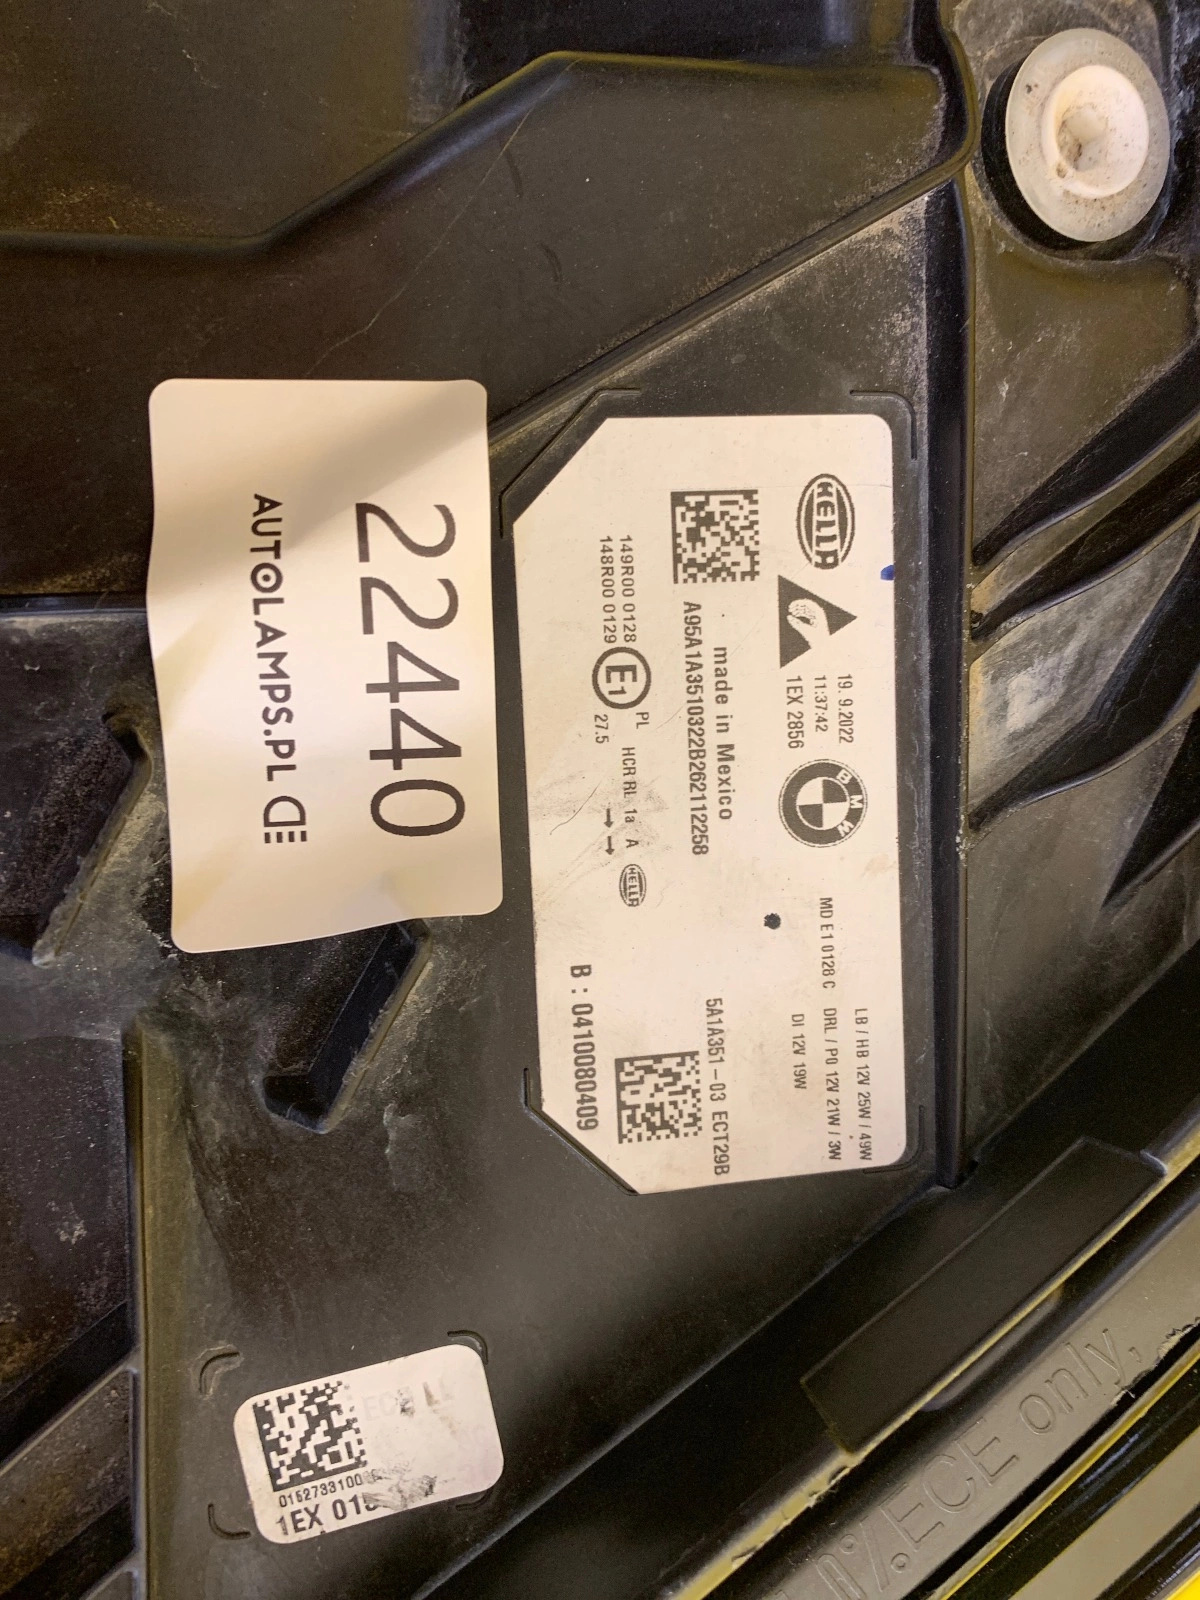 HELLA
19. 9.2022
11:37:42
1EX 2856
BMW
LB / HB 12V 25W / 49W
MD E1 0128 C DRL / PO 12V 21W / 3W
DI 12V 19W
made in Mexico
A95A1A3510322B262112258
5A1A351-03 ECT29B
149R00 0128
148R00 0129
E1
PL HCR RL 1a A
27.5
HELLA
B: 0410080409
22440
AUTOLAMPS.PL
1EX
%ECE only,